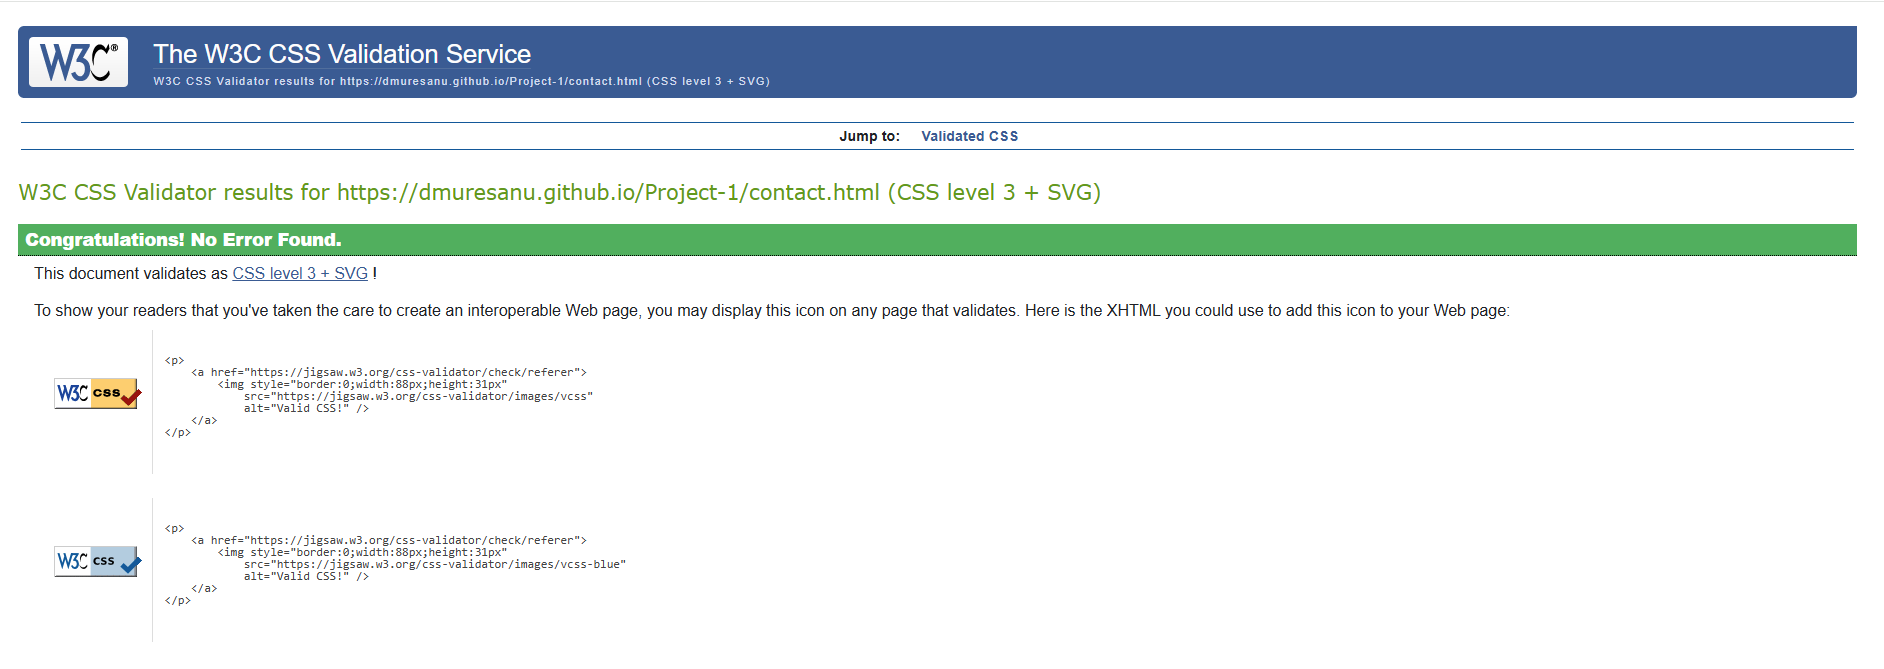 W3C®
The W3C CSS Validation Service
W3C CSS Validator results for https://dmuresanu.github.io/Project-1/contact.html (CSS level 3 + SVG)
Jump to: Validated CSS
W3C CSS Validator results for https://dmuresanu.github.io/Project-1/contact.html (CSS level 3 + SVG)
Congratulations! No Error Found.
This document validates as CSS level 3 + SVG !
To show your readers that you've taken the care to create an interoperable Web page, you may display this icon on any page that validates. Here is the XHTML you could use to add this icon to your Web page:
W3C css
<p>
<a href="https://jigsaw.w3.org/css-validator/check/referer">
<img style="border:0;width:88px;height:31px"
src="https://jigsaw.w3.org/css-validator/images/vcss"
alt="Valid CSS!" />
</a>
</p>
W3C css
<p>
<a href="https://jigsaw.w3.org/css-validator/check/referer">
<img style="border:0;width:88px;height:31px"
src="https://jigsaw.w3.org/css-validator/images/vcss-blue"
alt="Valid CSS!" />
</a>
</p>